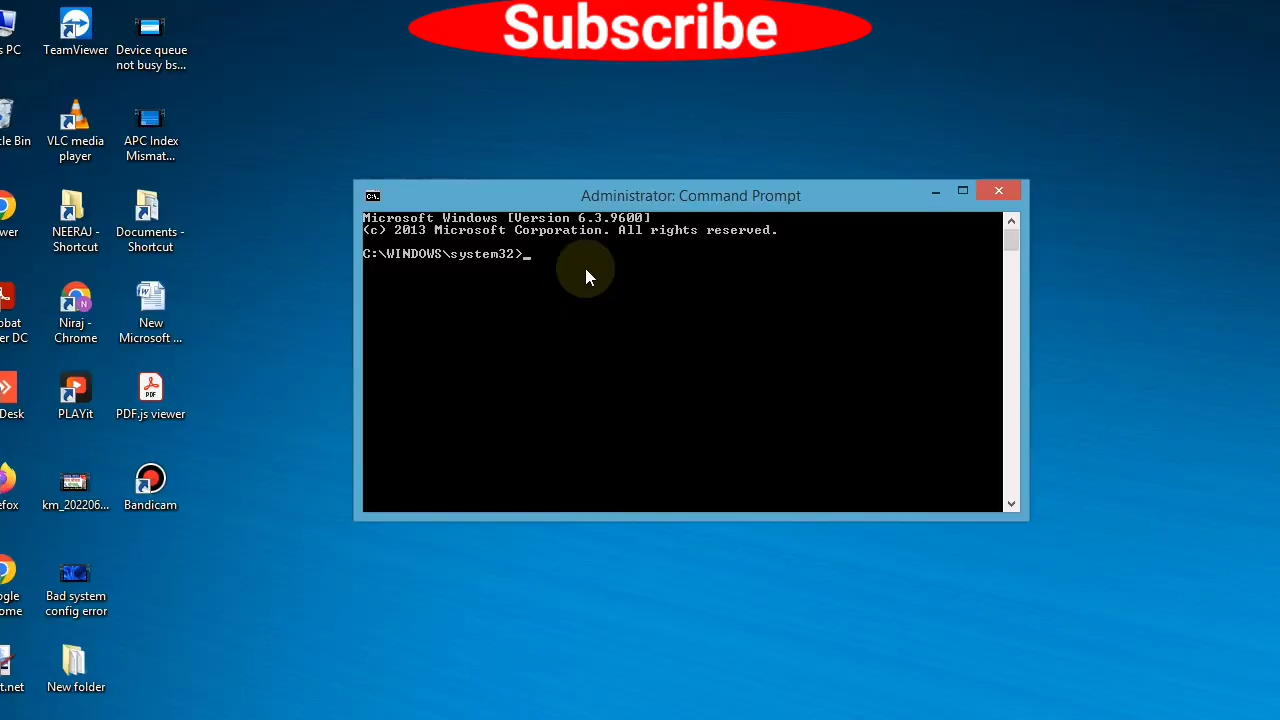 Subscribe
s PC
TeamViewer
Device queue
not busy bs...
cle Bin
VLC media
player
APC Index
Mismat...
wer
NEERAJ -
Shortcut
Documents -
Shortcut
obat
er DC
Niraj -
Chrome
New
Microsoft ...
Desk
PLAYit
PDF
PDF.js viewer
efox
km_202206...
Bandicam
ogle
ome
Bad system
config error
t.net
New folder
C:\.
Administrator: Command Prompt
Microsoft Windows [Version 6.3.9600]
(c) 2013 Microsoft Corporation. All rights reserved.
C:\WINDOWS\system32>_